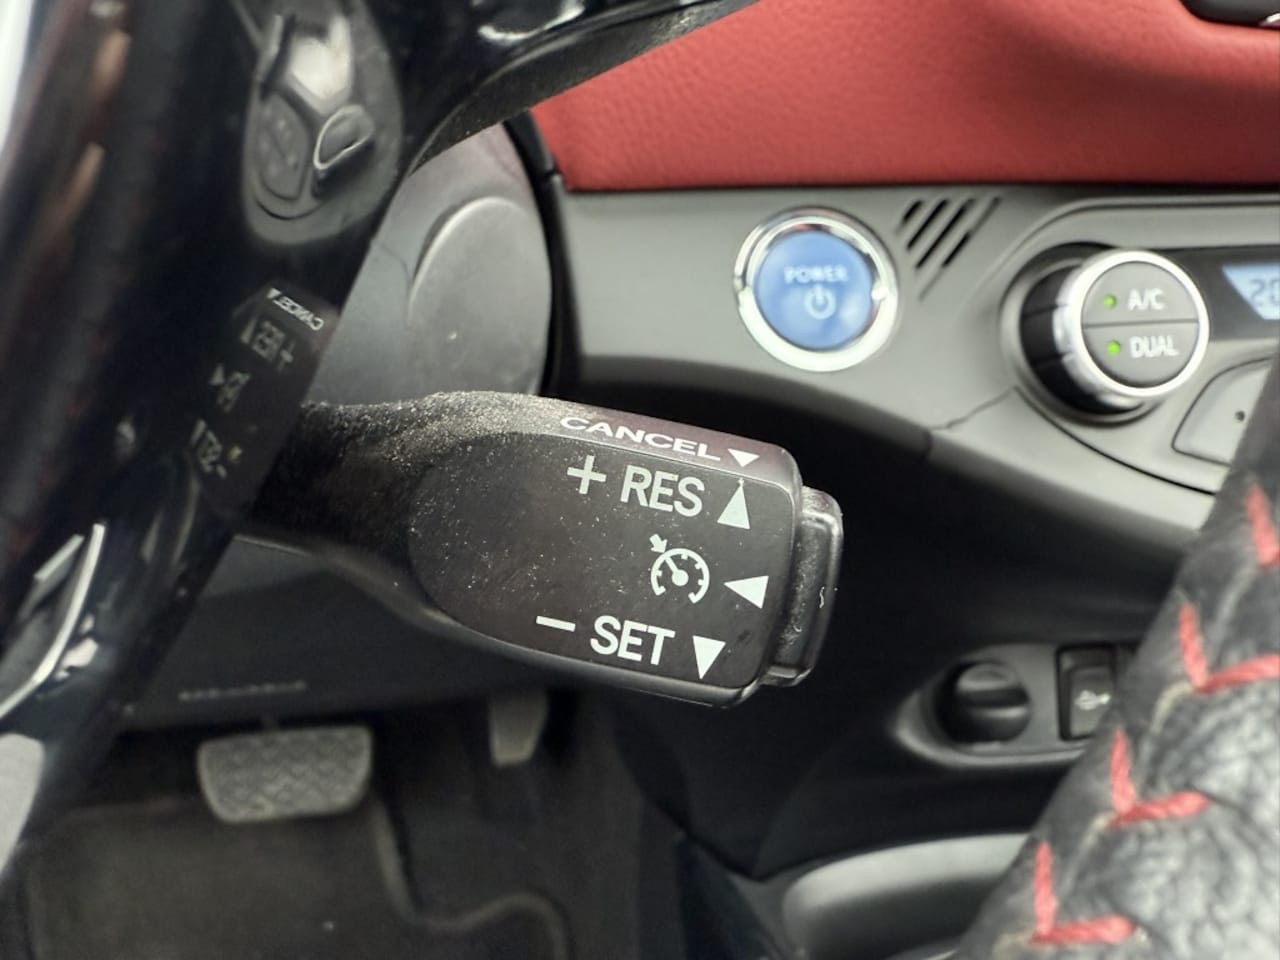 POWER
A/C
DUAL
CANCEL
+ RES
− SET